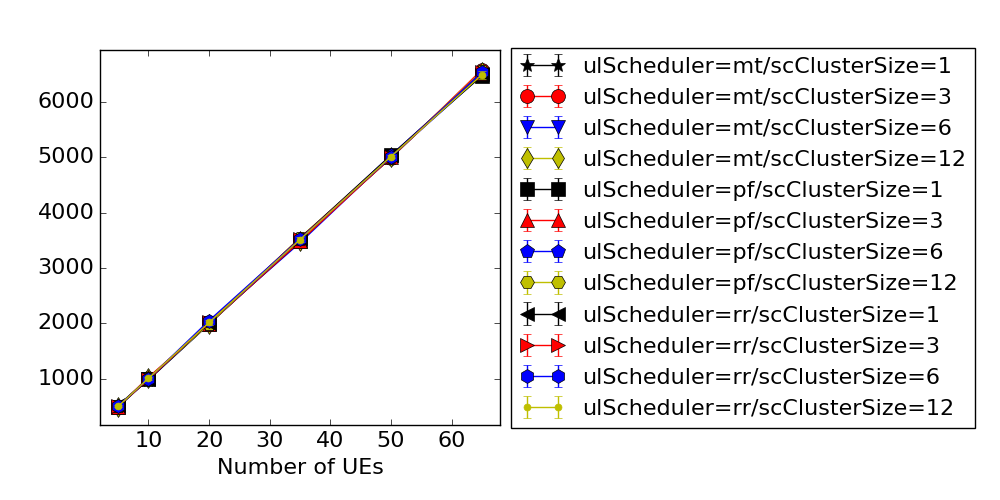 6000
5000
4000
3000
2000
1000
10 20 30 40 50 60
Number of UEs
ulScheduler=mt/scClusterSize=1
ulScheduler=mt/scClusterSize=3
ulScheduler=mt/scClusterSize=6
ulScheduler=mt/scClusterSize=12
ulScheduler=pf/scClusterSize=1
ulScheduler=pf/scClusterSize=3
ulScheduler=pf/scClusterSize=6
ulScheduler=pf/scClusterSize=12
ulScheduler=rr/scClusterSize=1
ulScheduler=rr/scClusterSize=3
ulScheduler=rr/scClusterSize=6
ulScheduler=rr/scClusterSize=12